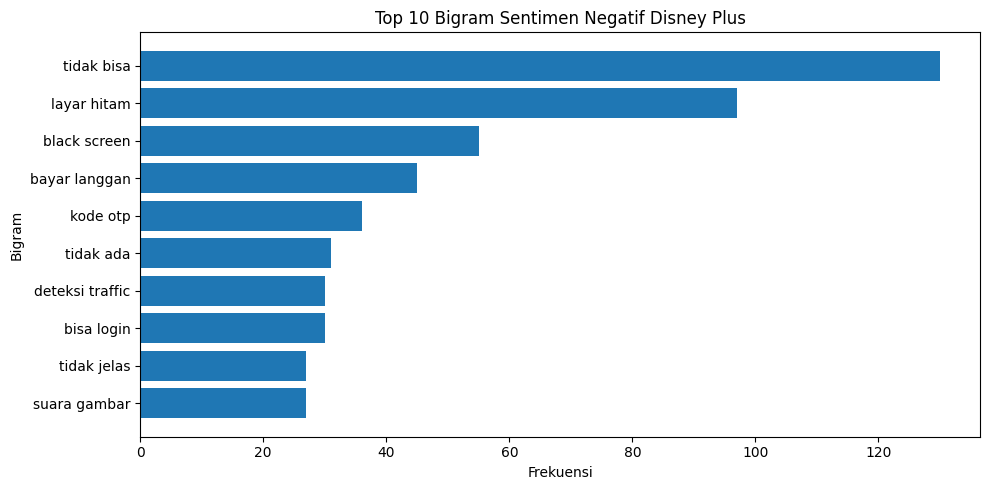 Top 10 Bigram Sentimen Negatif Disney Plus
Bigram
tidak bisa
layar hitam
black screen
bayar langgan
kode otp
tidak ada
deteksi traffic
bisa login
tidak jelas
suara gambar
0 20 40 60 80 100 120
Frekuensi